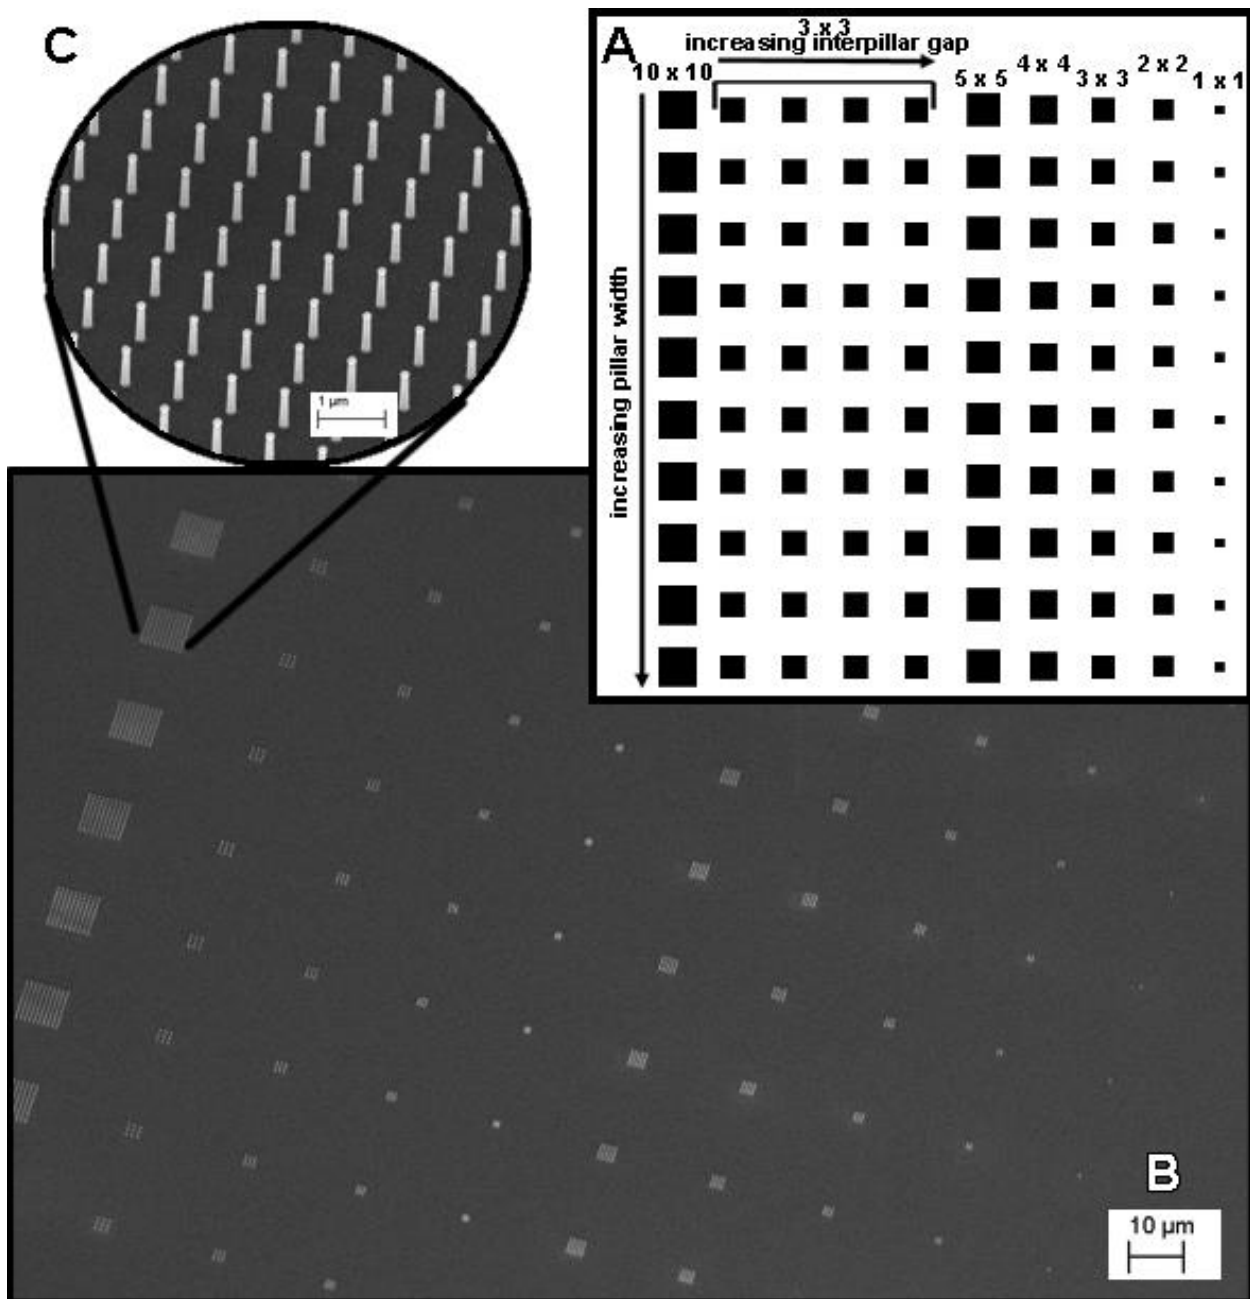 C
A
3 x 3
increasing interpillar gap
10 x 10
5 x 5
4 x 4
3 x 3
2 x 2
1 x 1
increasing pillar width
1 µm
B
10 µm